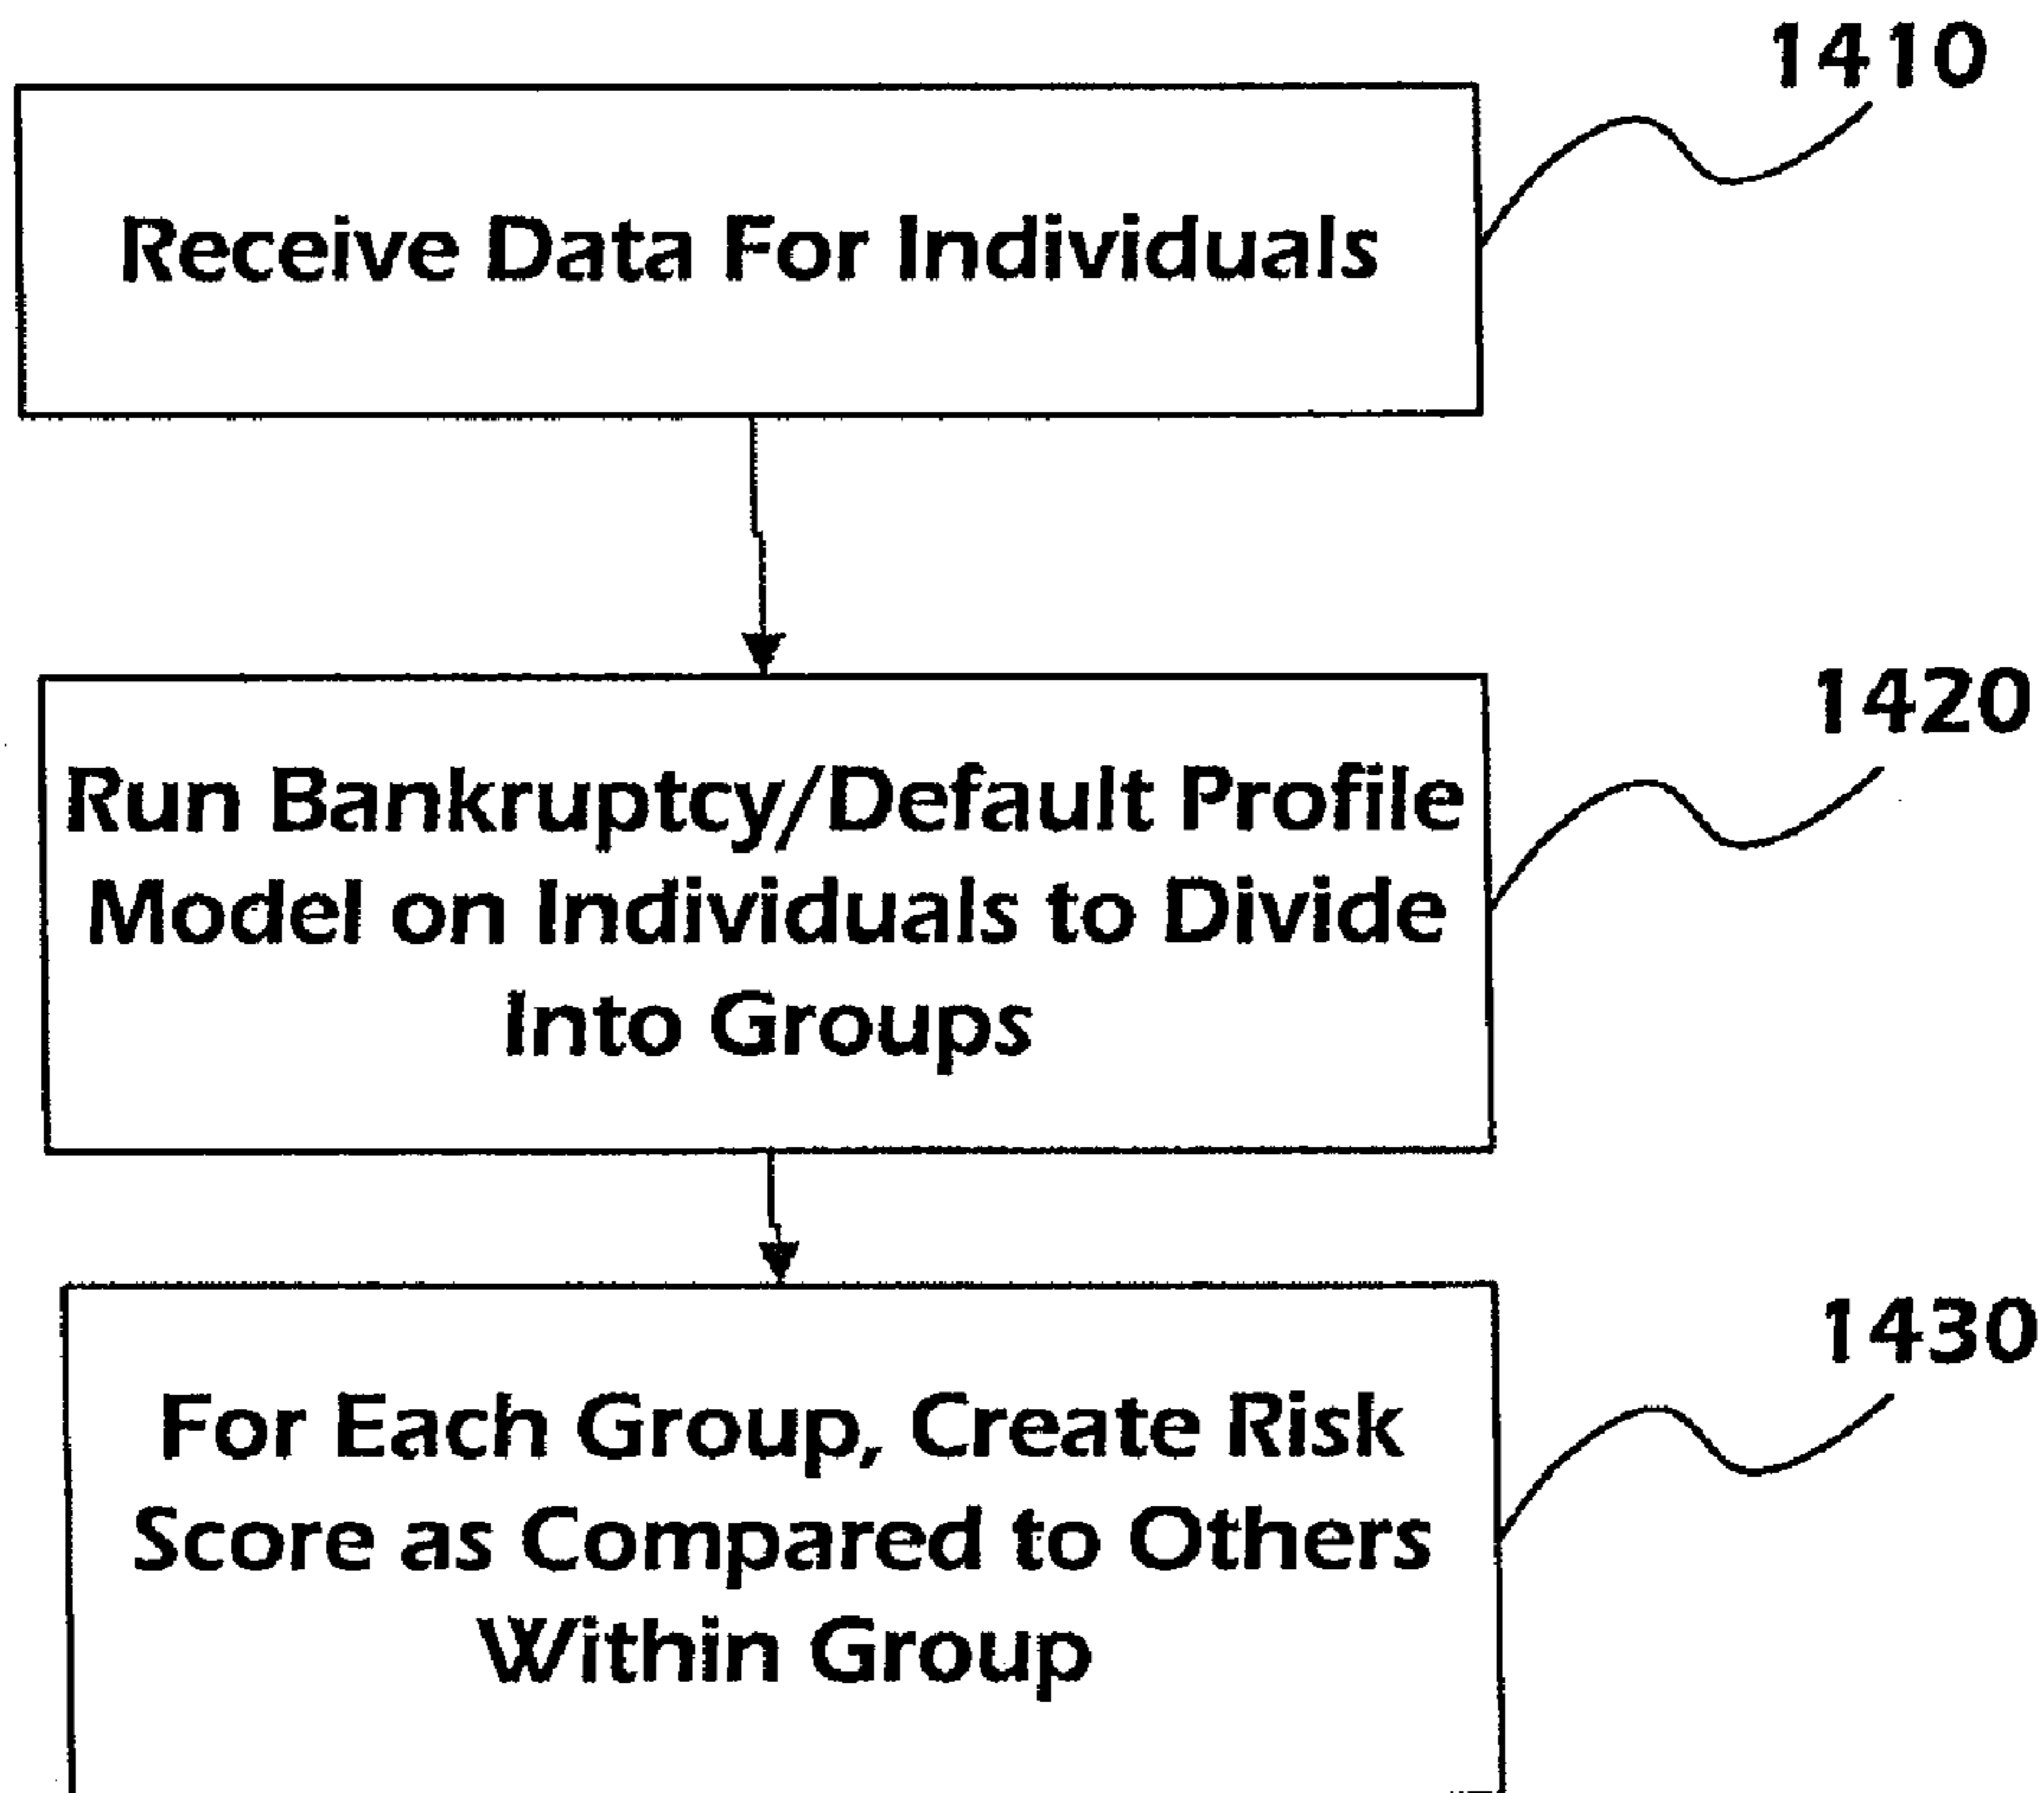 1410
Receive Data For Individuals
1420
Run Bankruptcy/Default Profile
Model on Individuals to Divide
Into Groups
1430
For Each Group, Create Risk
Score as Compared to Others
Within Group